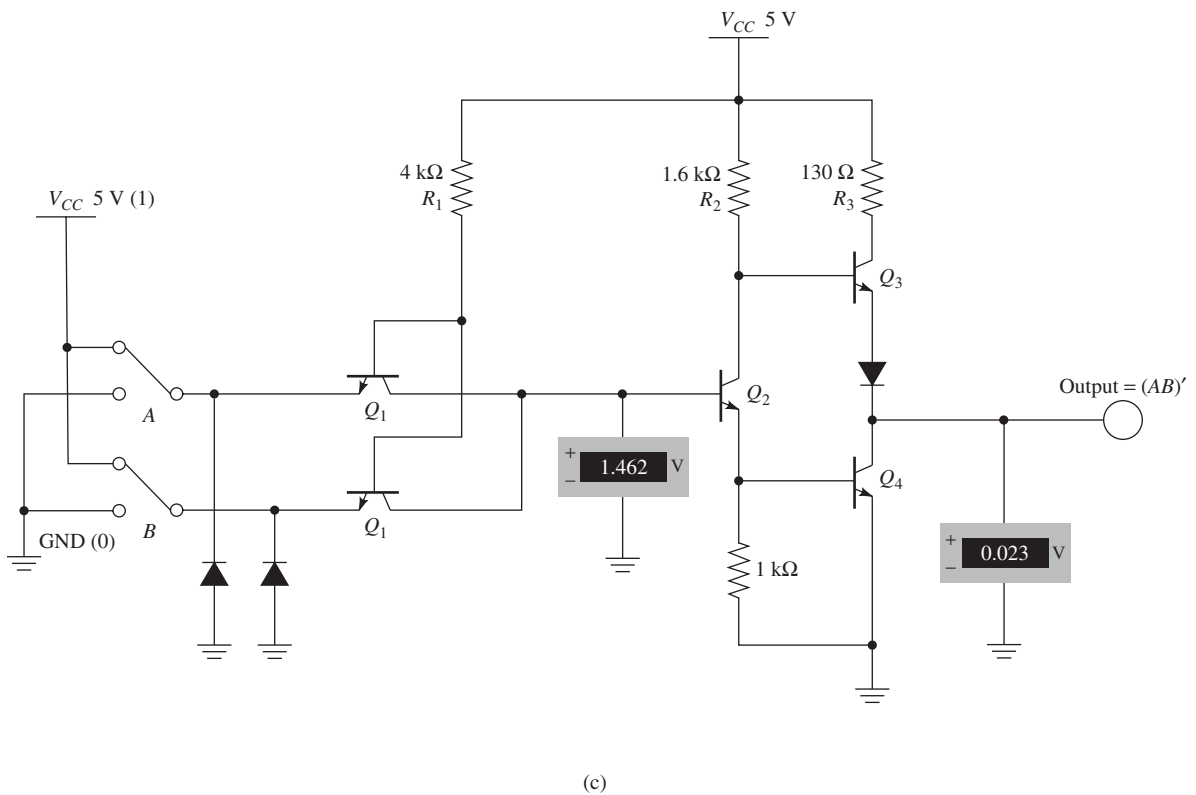 V_CC 5 V
4 kΩ
R_1
1.6 kΩ
R_2
130 Ω
R_3
V_CC 5 V (1)
Q_3
A
Q_1
Q_2
Output = (AB)′
+
−
1.462
V
B
Q_1
Q_4
GND (0)
+
−
0.023
V
1 kΩ
(c)